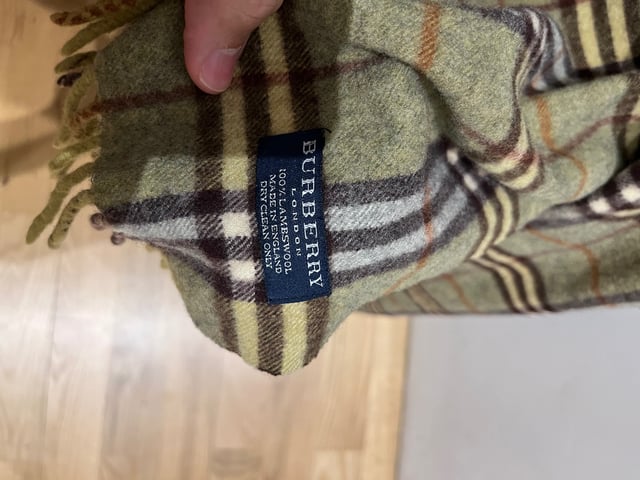 BURBERRY
LONDON
100% LAMBSWOOL
MADE IN ENGLAND
DRY CLEAN ONLY